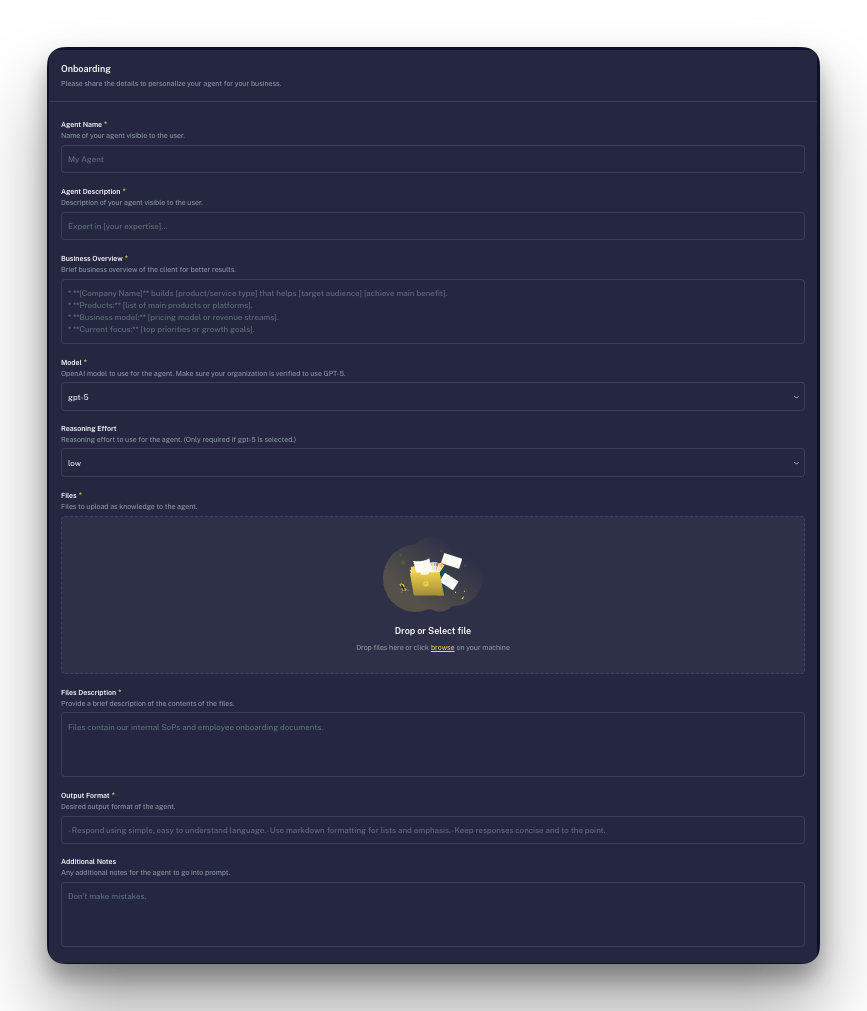 Onboarding
Please share the details to personalize your agent for your business.
Agent Name *
Name of your agent visible to the user.
My Agent
Agent Description *
Description of your agent visible to the user.
Expert in [your expertise]...
Business Overview *
Brief business overview of the client for better results.
* **[Company Name]** builds [product/service type] that helps [target audience] [achieve main benefit].
* **Products:** [list of main products or platforms].
* **Business model:** [pricing model or revenue streams].
* **Current focus:** [top priorities or growth goals].
Model *
OpenAI model to use for the agent. Make sure your organization is verified to use GPT-5.
gpt-5
Reasoning Effort
Reasoning effort to use for the agent. (Only required if gpt-5 is selected.)
low
Files *
Files to upload as knowledge to the agent.
Drop or Select file
Drop files here or click browse on your machine
Files Description *
Provide a brief description of the contents of the files.
Files contain our internal SoPs and employee onboarding documents.
Output Format *
Desired output format of the agent.
- Respond using simple, easy to understand language.- Use markdown formatting for lists and emphasis.- Keep responses concise and to the point.
Additional Notes
Any additional notes for the agent to go into prompt.
Don't make mistakes.